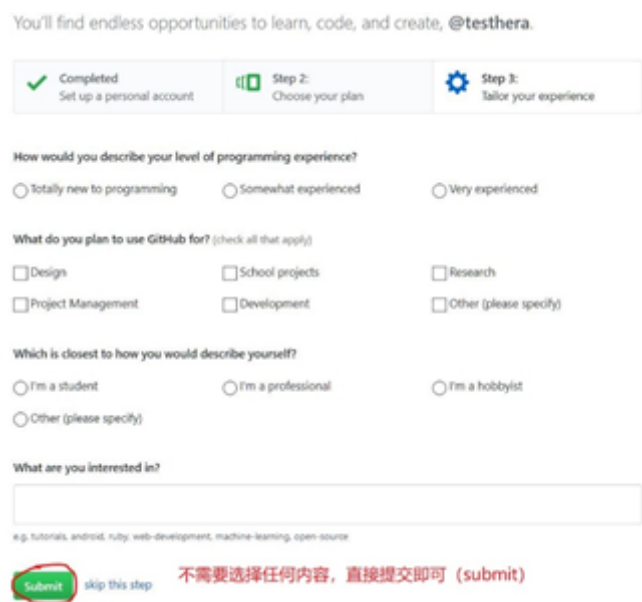 You'll find endless opportunities to learn, code, and create, @testhera.
Completed
Set up a personal account
Step 2:
Choose your plan
Step 3:
Tailor your experience
How would you describe your level of programming experience?
Totally new to programming
Somewhat experienced
Very experienced
What do you plan to use GitHub for? (check all that apply)
Design
School projects
Research
Project Management
Development
Other (please specify)
Which is closest to how you would describe yourself?
I'm a student
I'm a professional
I'm a hobbyist
Other (please specify)
What are you interested in?
e.g. tutorials, android, ruby, web-development, machine-learning, open-source
Submit
skip this step
不需要选择任何内容，直接提交即可（submit）